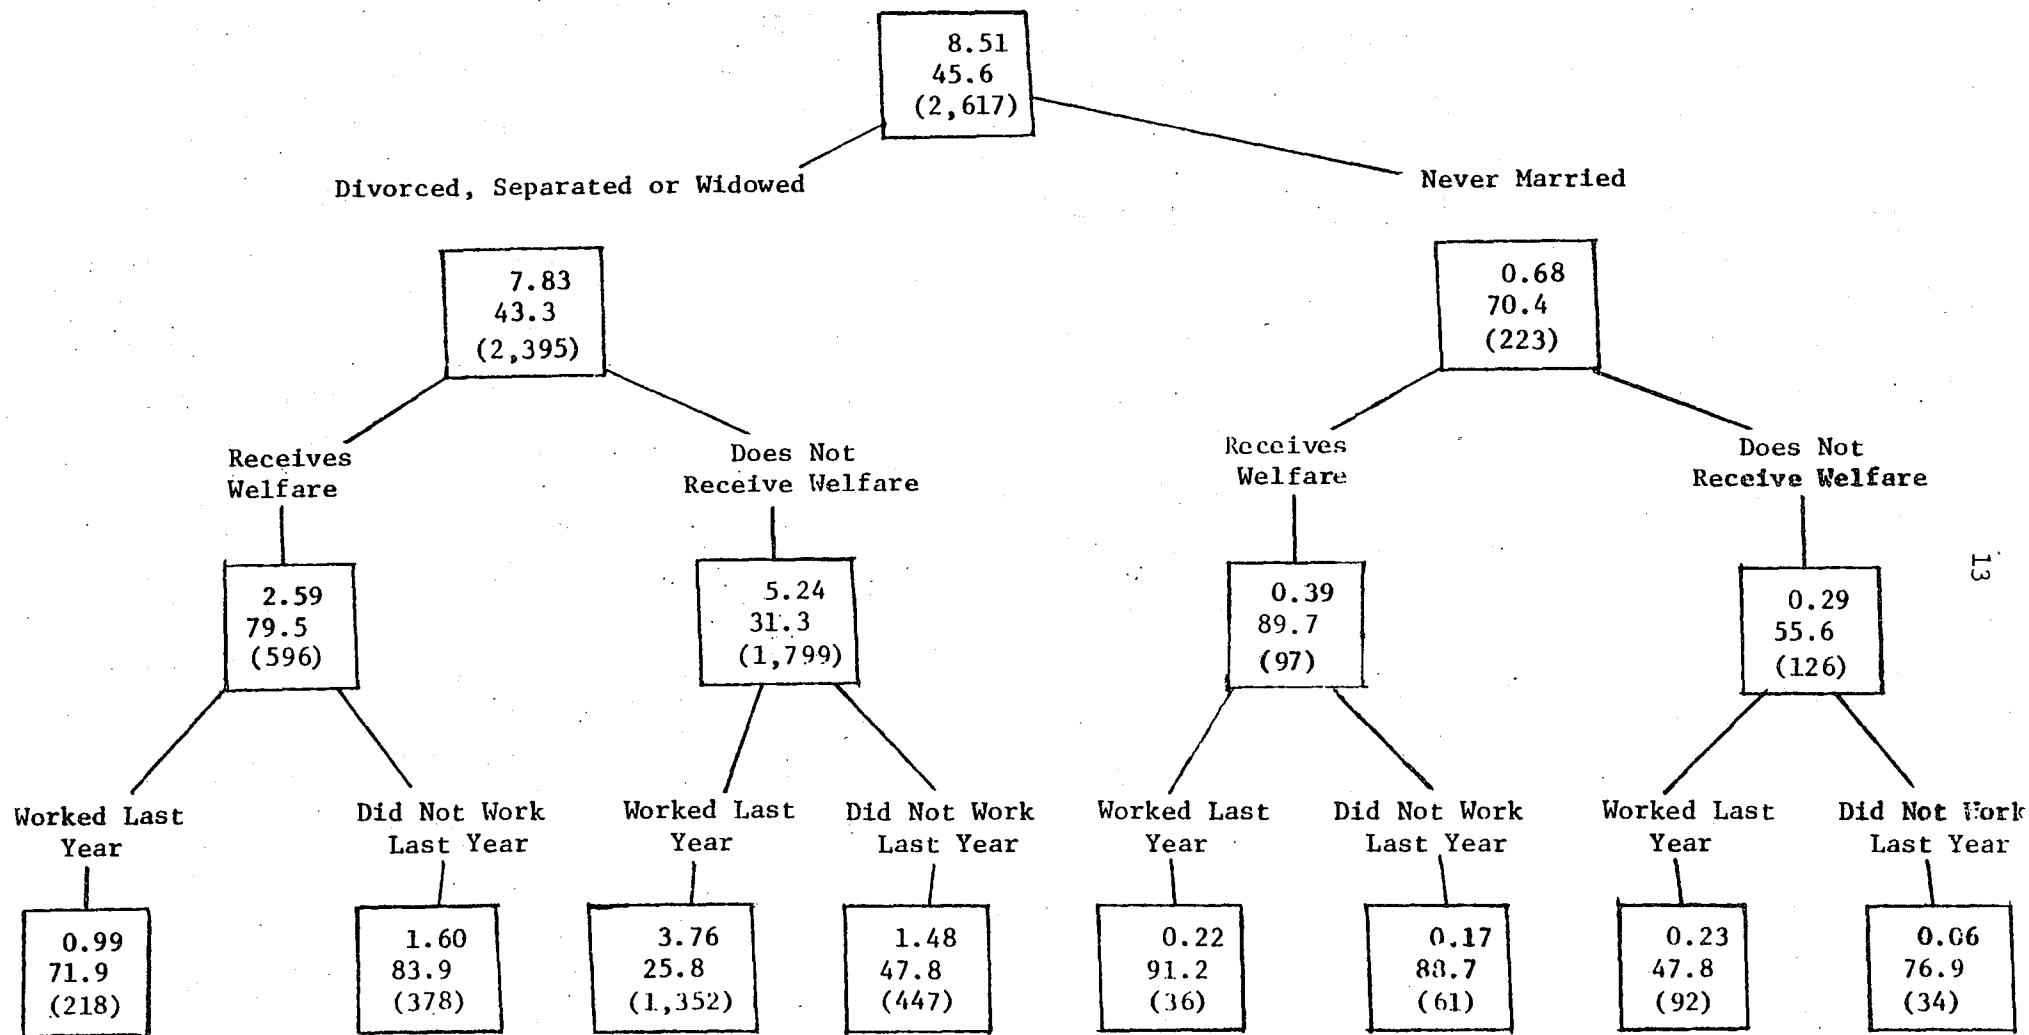 8.51
45.6
(2,617)
Divorced, Separated or Widowed
Never Married
7.83
43.3
(2,395)
0.68
70.4
(223)
Receives
Welfare
Does Not
Receive Welfare
Receives
Welfare
Does Not
Receive Welfare
2.59
79.5
(596)
5.24
31.3
(1,799)
0.39
89.7
(97)
0.29
55.6
(126)
13
Worked Last
Year
Did Not Work
Last Year
Worked Last
Year
Did Not Work
Last Year
Worked Last
Year
Did Not Work
Last Year
Worked Last
Year
Did Not Work
Last Year
0.99
71.9
(218)
1.60
83.9
(378)
3.76
25.8
(1,352)
1.48
47.8
(447)
0.22
91.2
(36)
0.17
88.7
(61)
0.23
47.8
(92)
0.06
76.9
(34)